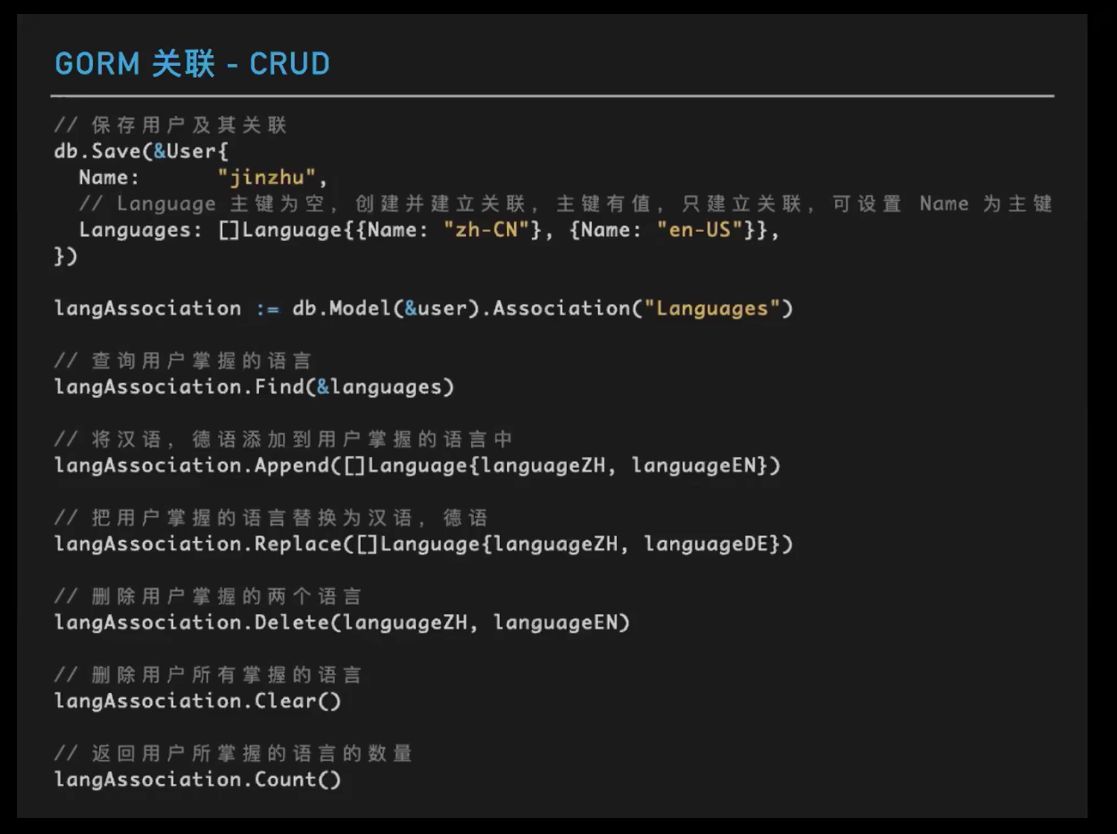 GORM 关联 - CRUD
// 保存用户及其关联
db.Save(&User{
  Name:      "jinzhu",
  // Language 主键为空, 创建并建立关联, 主键有值, 只建立关联, 可设置 Name 为主键
  Languages: []Language{{Name: "zh-CN"}, {Name: "en-US"}},
})
langAssociation := db.Model(&user).Association("Languages")
// 查询用户掌握的语言
langAssociation.Find(&languages)
// 将汉语, 德语添加到用户掌握的语言中
langAssociation.Append([]Language{languageZH, languageEN})
// 把用户掌握的语言替换为汉语, 德语
langAssociation.Replace([]Language{languageZH, languageDE})
// 删除用户掌握的两个语言
langAssociation.Delete(languageZH, languageEN)
// 删除用户所有掌握的语言
langAssociation.Clear()
// 返回用户所掌握的语言的数量
langAssociation.Count()